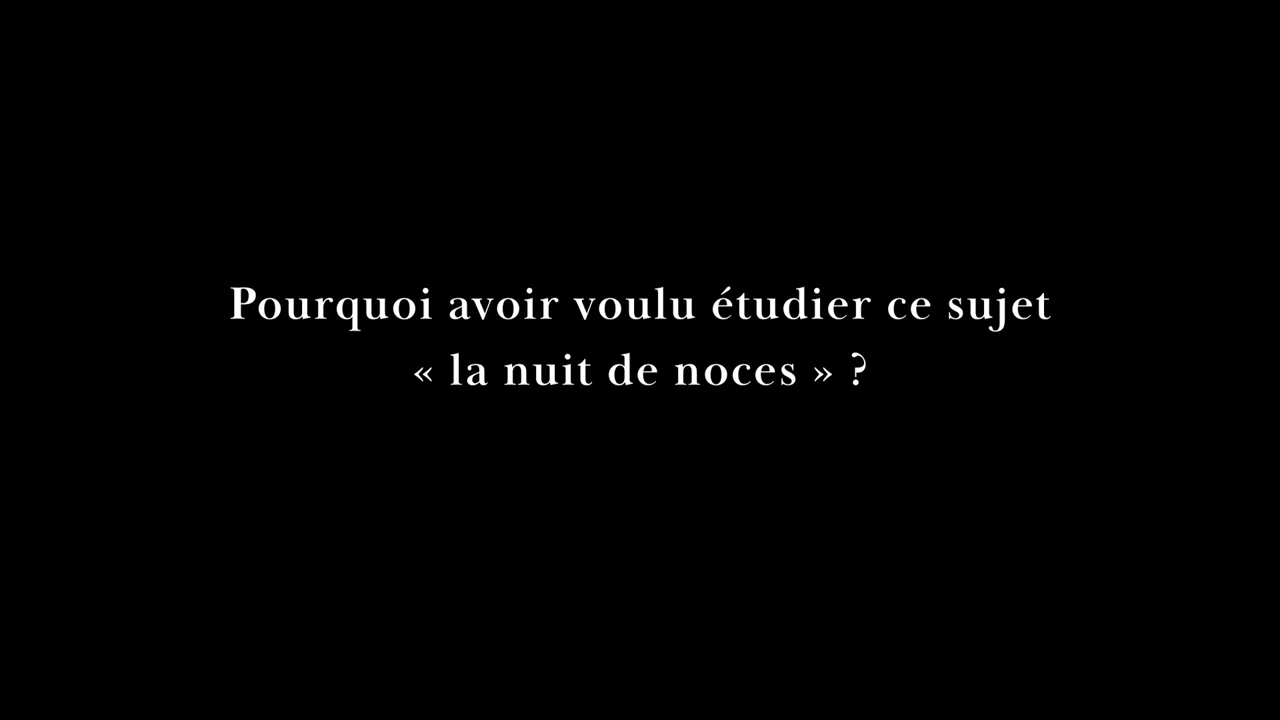 Pourquoi avoir voulu étudier ce sujet
« la nuit de noces » ?